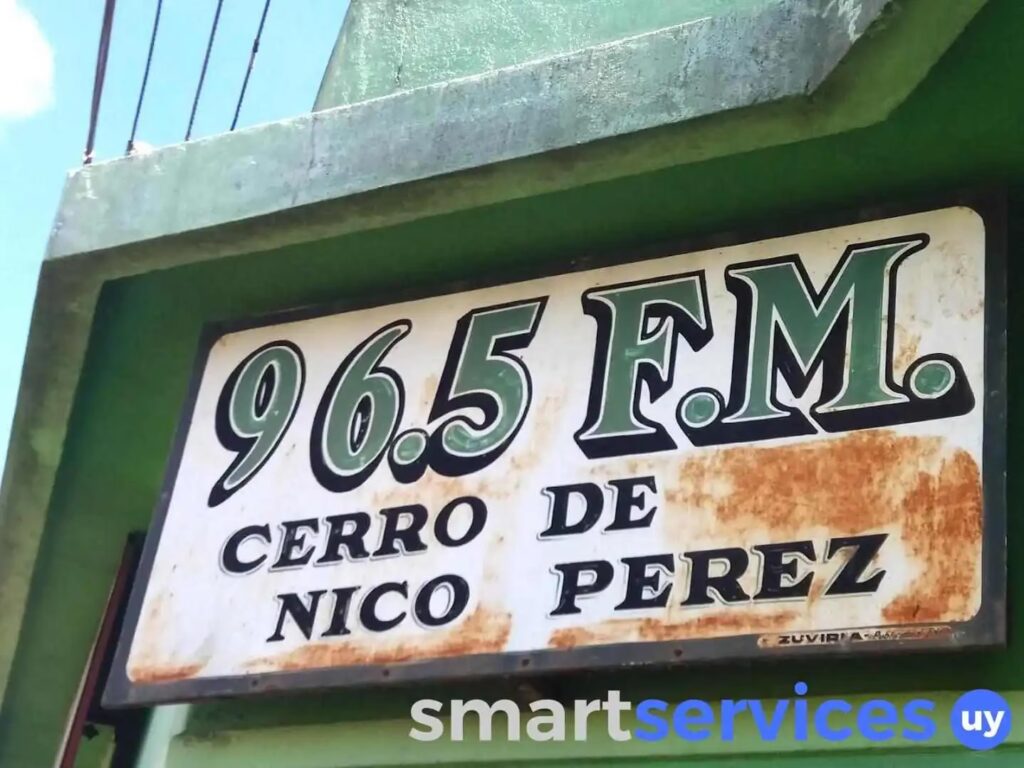 96.5 F.M.
CERRO DE
NICO PEREZ
ZUVIRIA
smartservices uy